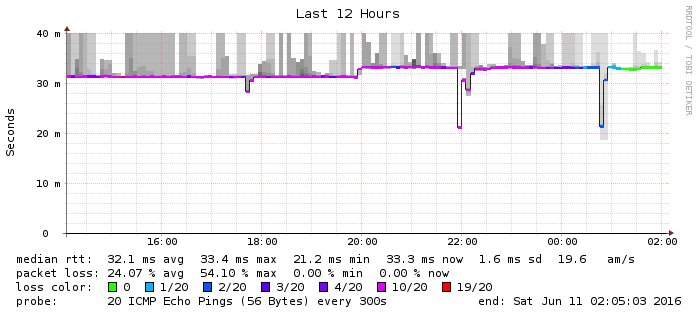 Last 12 Hours
RRDTOOL / TOBI OETIKER
Seconds
40 m
30 m
20 m
10 m
0
16:00 18:00 20:00 22:00 00:00 02:00
median rtt: 32.1 ms avg 33.4 ms max 21.2 ms min 33.3 ms now 1.6 ms sd 19.6 am/s
packet loss: 24.07 % avg 54.10 % max 0.00 % min 0.00 % now
loss color: 0 1/20 2/20 3/20 4/20 10/20 19/20
probe: 20 ICMP Echo Pings (56 Bytes) every 300s end: Sat Jun 11 02:05:03 2016